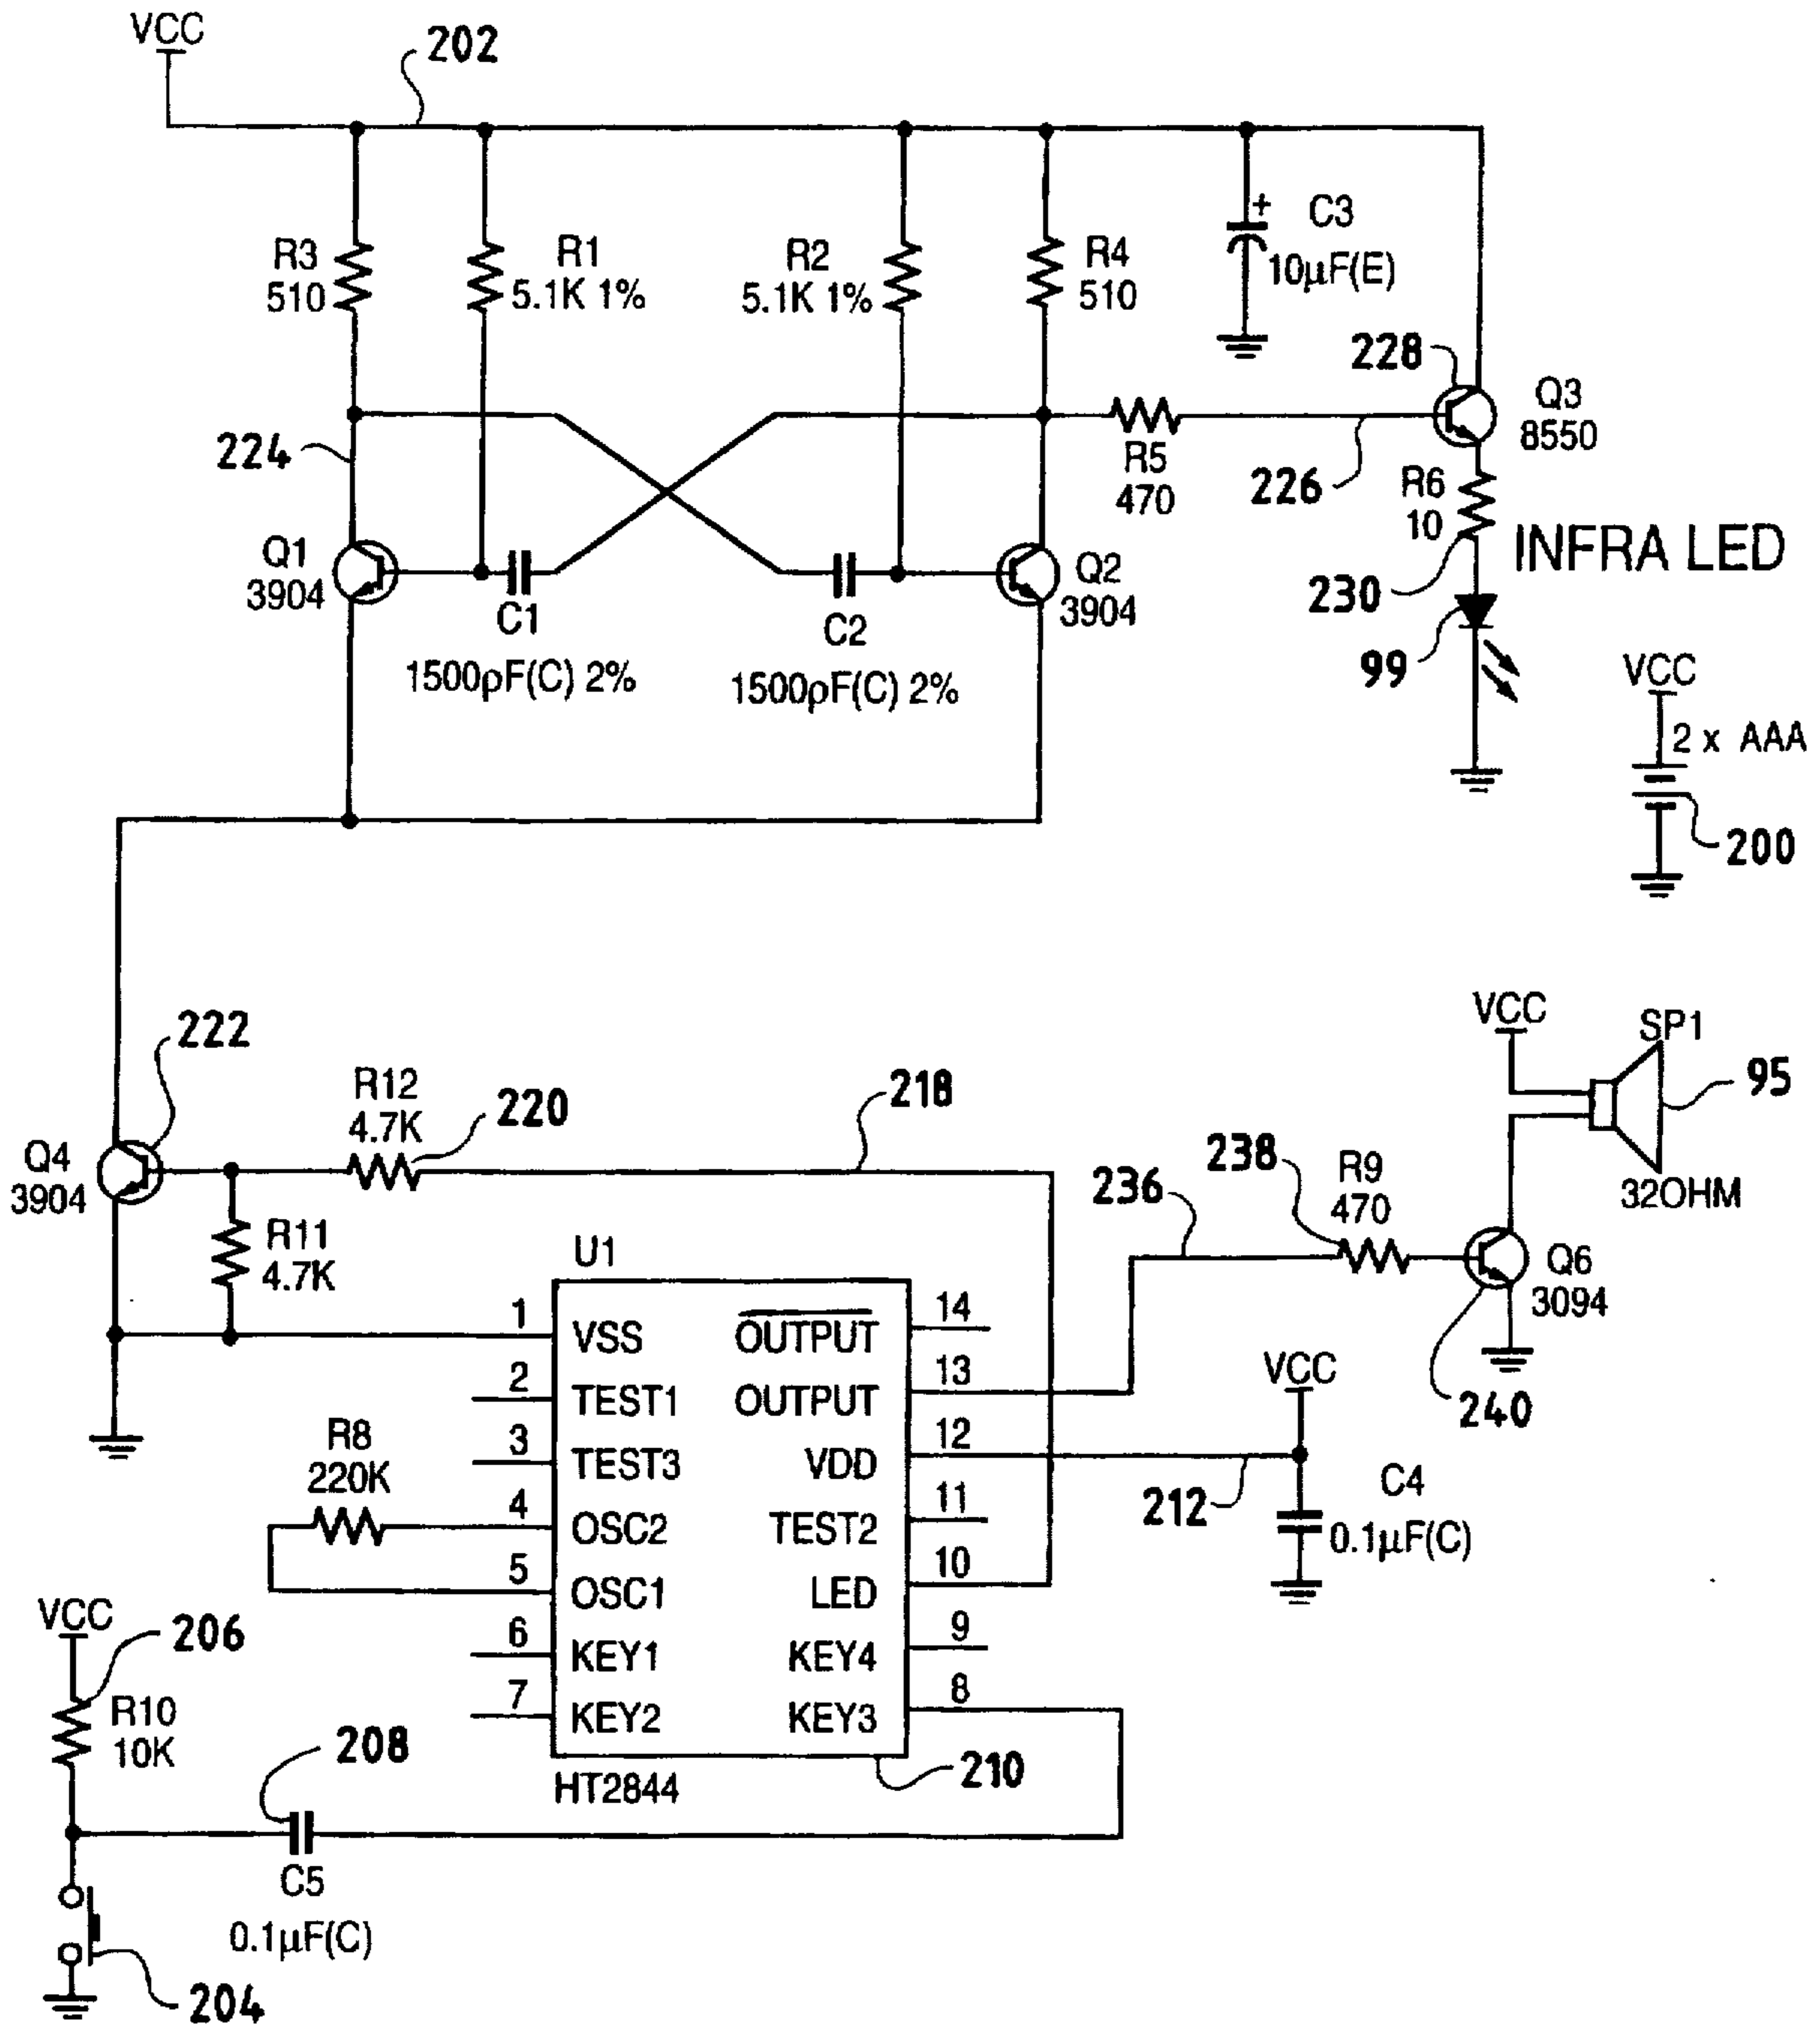 VCC
202
R3
510
R1
5.1K 1%
R2
5.1K 1%
R4
510
+
C3
10µF(E)
228
Q3
8550
224
R5
470
226
R6
10
INFRA LED
Q1
3904
C1
1500pF(C) 2%
C2
1500pF(C) 2%
Q2
3904
230
99
VCC
2 x AAA
200
222
Q4
3904
R12
4.7K
220
218
R11
4.7K
VCC
SP1
95
32OHM
236
238
R9
470
Q6
3094
240
U1
1
VSS
2
TEST1
3
TEST3
4
OSC2
5
OSC1
6
KEY1
7
KEY2
14
OUTPUT
13
OUTPUT
12
VDD
11
TEST2
10
LED
9
KEY4
8
KEY3
HT2844
210
R8
220K
VCC
212
C4
0.1µF(C)
VCC
206
R10
10K
208
C5
0.1µF(C)
204